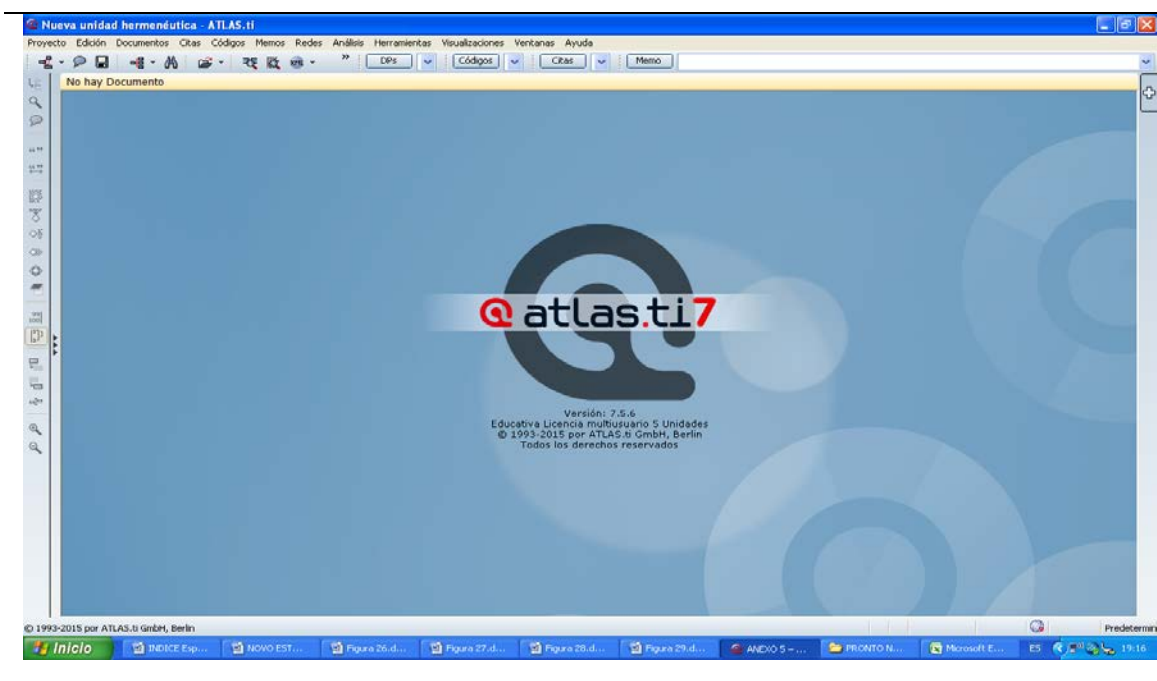 Nueva unidad hermenéutica - ATLAS.ti
Proyecto Edición Documentos Citas Códigos Memos Redes Análisis Herramientas Visualizaciones Ventanas Ayuda
DPs Códigos Citas Memo
No hay Documento
@ atlas.ti7
Versión: 7.5.6
Educativa Licencia multiusuario 5 Unidades
© 1993-2015 por ATLAS.ti GmbH, Berlin
Todos los derechos reservados
© 1993-2015 por ATLAS.ti GmbH, Berlin Predetermin
Inicio INDICE Esp... NOVO EST... Figura 26.d... Figura 27.d... Figura 28.d... Figura 29.d... ANEXO 5 – ... PRONTO N... Microsoft E... ES 19:16